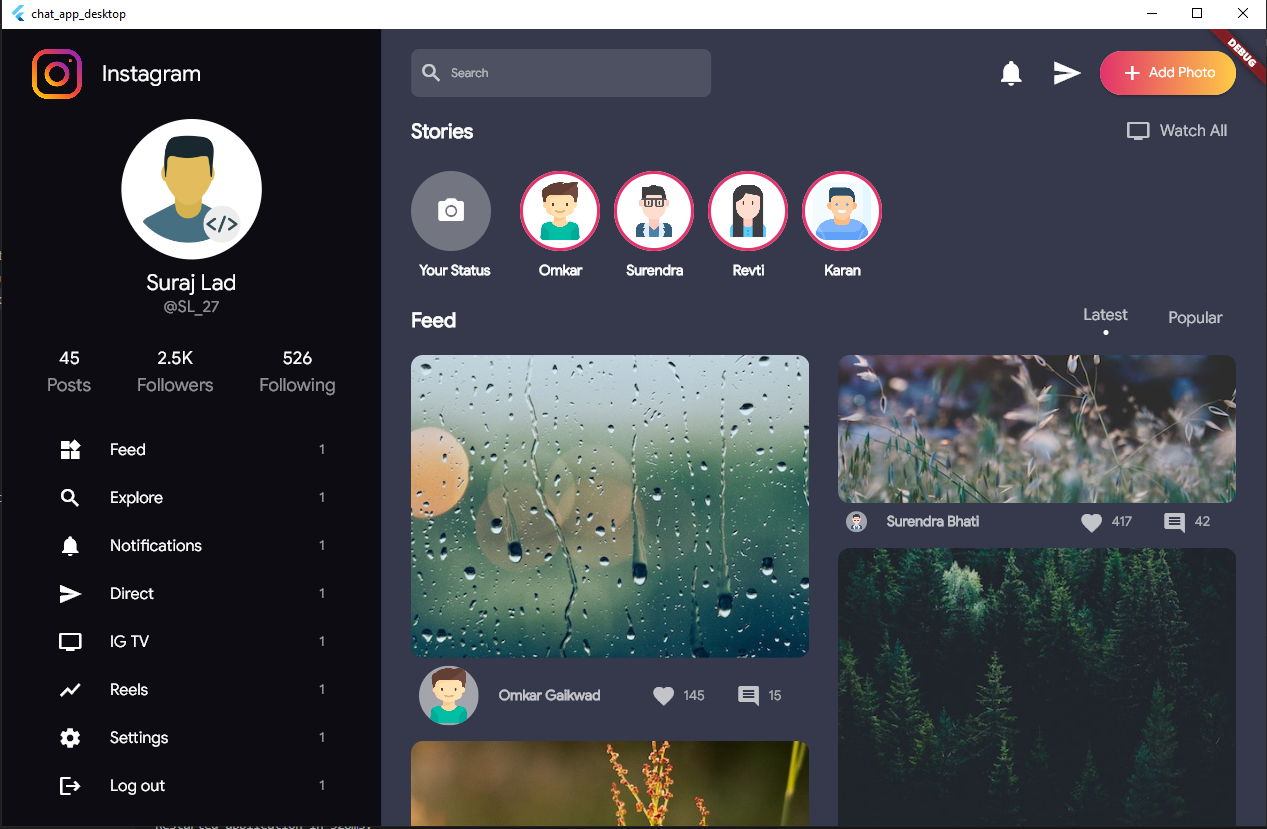 chat_app_desktop
DEBUG
Instagram
Search
Add Photo
Suraj Lad
@SL_27
45 2.5K 526
Posts Followers Following
Feed 1
Explore 1
Notifications 1
Direct 1
IG TV 1
Reels 1
Settings 1
Log out 1
Stories
Watch All
Your Status Omkar Surendra Revti Karan
Feed
Latest Popular
Omkar Gaikwad 145 15
Surendra Bhati 417 42